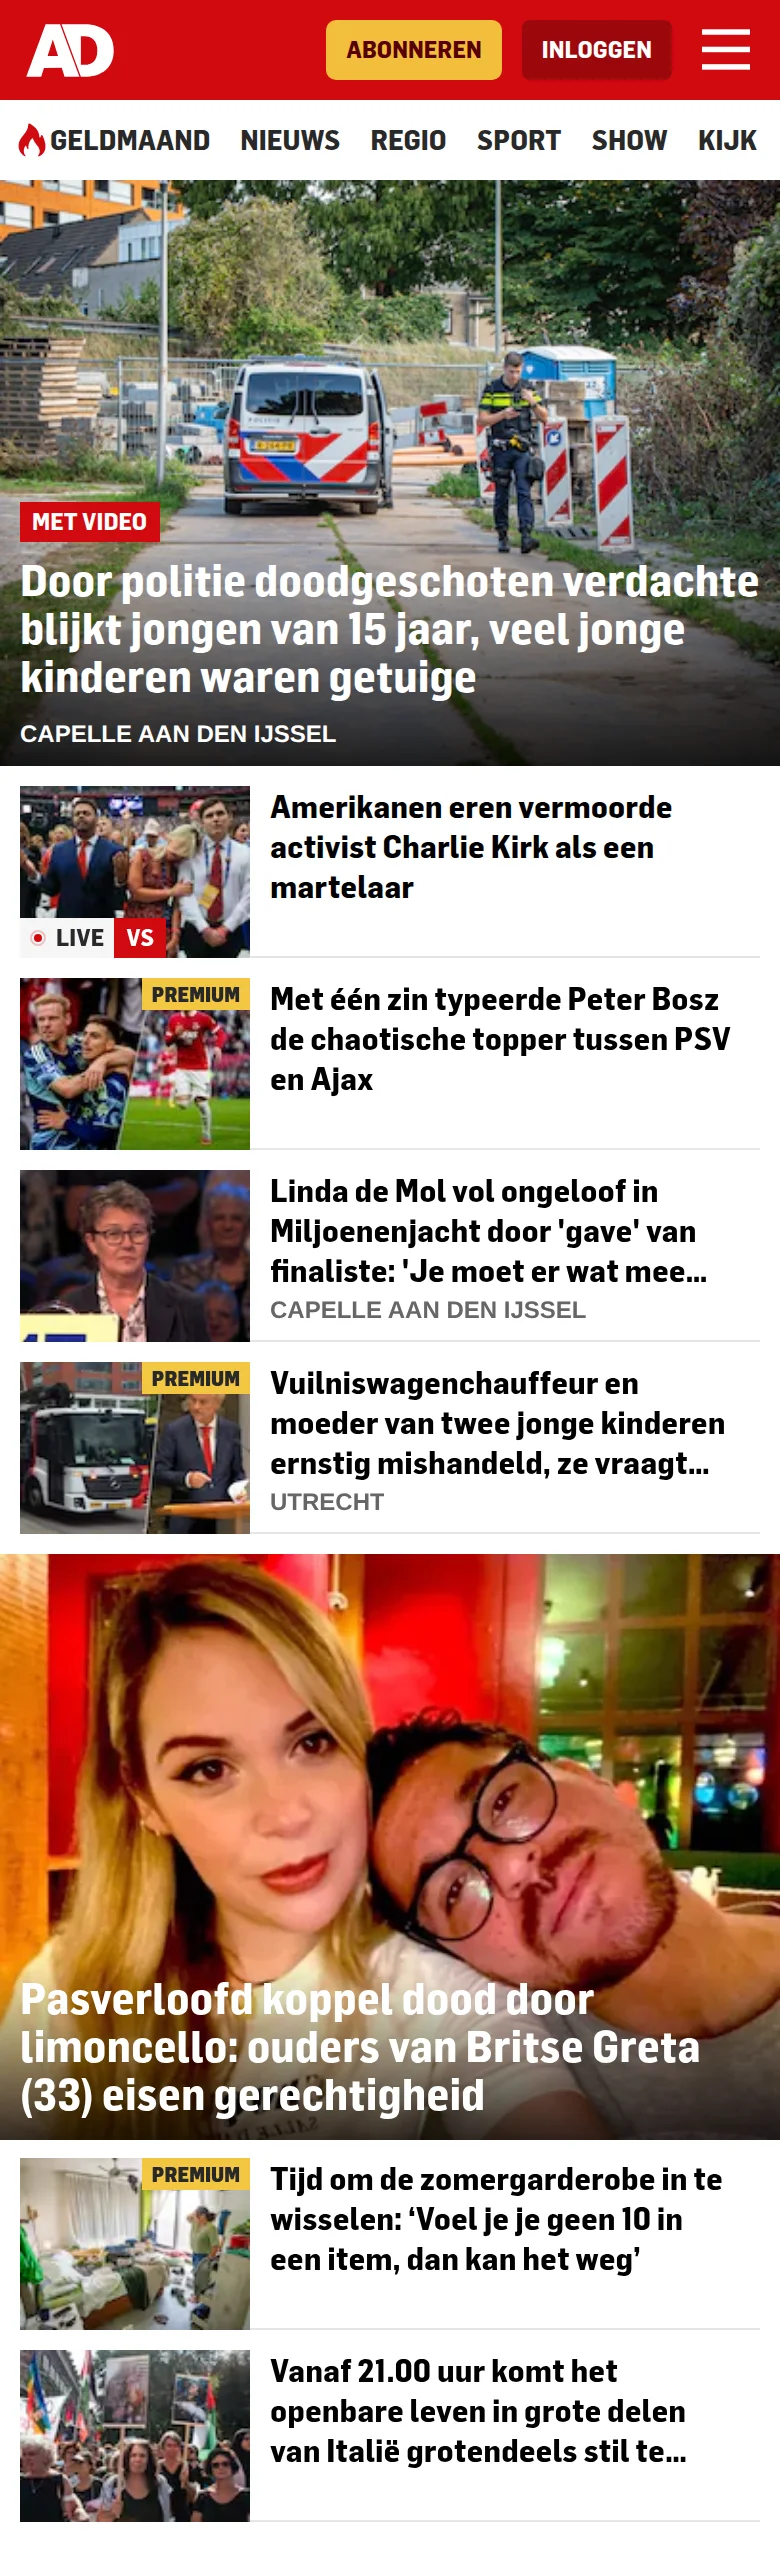 AD
ABONNEREN
INLOGGEN
GELDMAAND NIEUWS REGIO SPORT SHOW KIJK
MET VIDEO
Door politie doodgeschoten verdachte
blijkt jongen van 15 jaar, veel jonge
kinderen waren getuige
CAPELLE AAN DEN IJSSEL
LIVE VS
Amerikanen eren vermoorde
activist Charlie Kirk als een
martelaar
PREMIUM
Met één zin typeerde Peter Bosz
de chaotische topper tussen PSV
en Ajax
Linda de Mol vol ongeloof in
Miljoenenjacht door 'gave' van
finaliste: 'Je moet er wat mee...
CAPELLE AAN DEN IJSSEL
PREMIUM
Vuilniswagenchauffeur en
moeder van twee jonge kinderen
ernstig mishandeld, ze vraagt...
UTRECHT
Pasverloofd koppel dood door
limoncello: ouders van Britse Greta
(33) eisen gerechtigheid
PREMIUM
Tijd om de zomergarderobe in te
wisselen: ‘Voel je je geen 10 in
een item, dan kan het weg’
Vanaf 21.00 uur komt het
openbare leven in grote delen
van Italië grotendeels stil te...